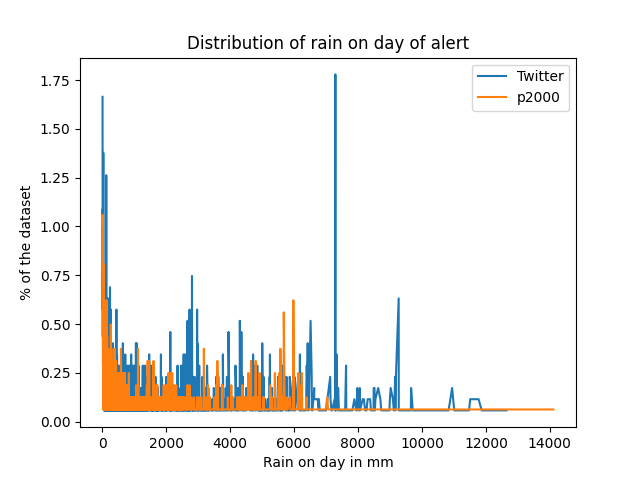 Distribution of rain on day of alert
Twitter
p2000
% of the dataset
1.75
1.50
1.25
1.00
0.75
0.50
0.25
0.00
0 2000 4000 6000 8000 10000 12000 14000
Rain on day in mm